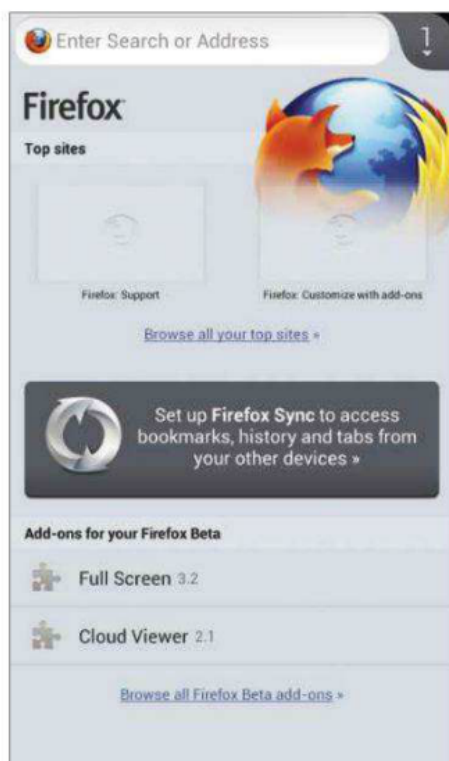 Enter Search or Address
1
Firefox
Top sites
Firefox: Support
Firefox: Customize with add-ons
Browse all your top sites »
Set up Firefox Sync to access
bookmarks, history and tabs from
your other devices »
Add-ons for your Firefox Beta
Full Screen 3.2
Cloud Viewer 2.1
Browse all Firefox Beta add-ons »